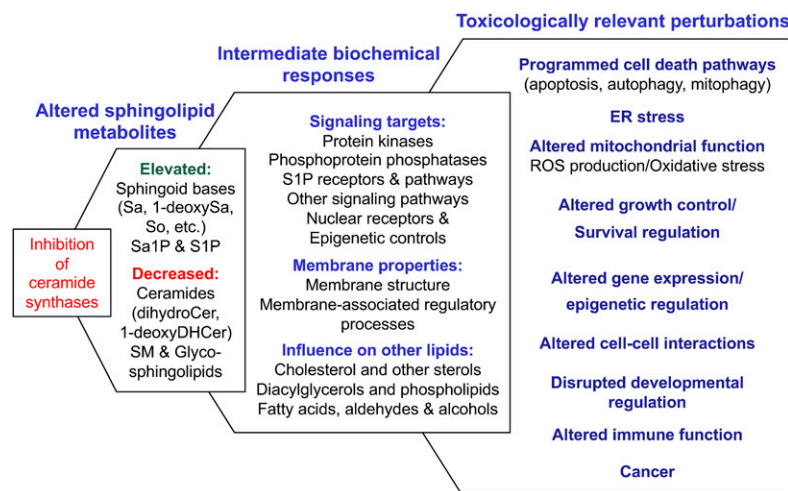 Toxicologically relevant perturbations
Intermediate biochemical
responses
Altered sphingolipid
metabolites
Inhibition
of
ceramide
synthases
Elevated:
Sphingoid bases
(Sa, 1-deoxySa,
So, etc.)
Sa1P & S1P
Decreased:
Ceramides
(dihydroCer,
1-deoxyDHCer)
SM & Glyco-
sphingolipids
Signaling targets:
Protein kinases
Phosphoprotein phosphatases
S1P receptors & pathways
Other signaling pathways
Nuclear receptors &
Epigenetic controls
Membrane properties:
Membrane structure
Membrane-associated regulatory
processes
Influence on other lipids:
Cholesterol and other sterols
Diacylglycerols and phospholipids
Fatty acids, aldehydes & alcohols
Programmed cell death pathways
(apoptosis, autophagy, mitophagy)
ER stress
Altered mitochondrial function
ROS production/Oxidative stress
Altered growth control/
Survival regulation
Altered gene expression/
epigenetic regulation
Altered cell-cell interactions
Disrupted developmental
regulation
Altered immune function
Cancer